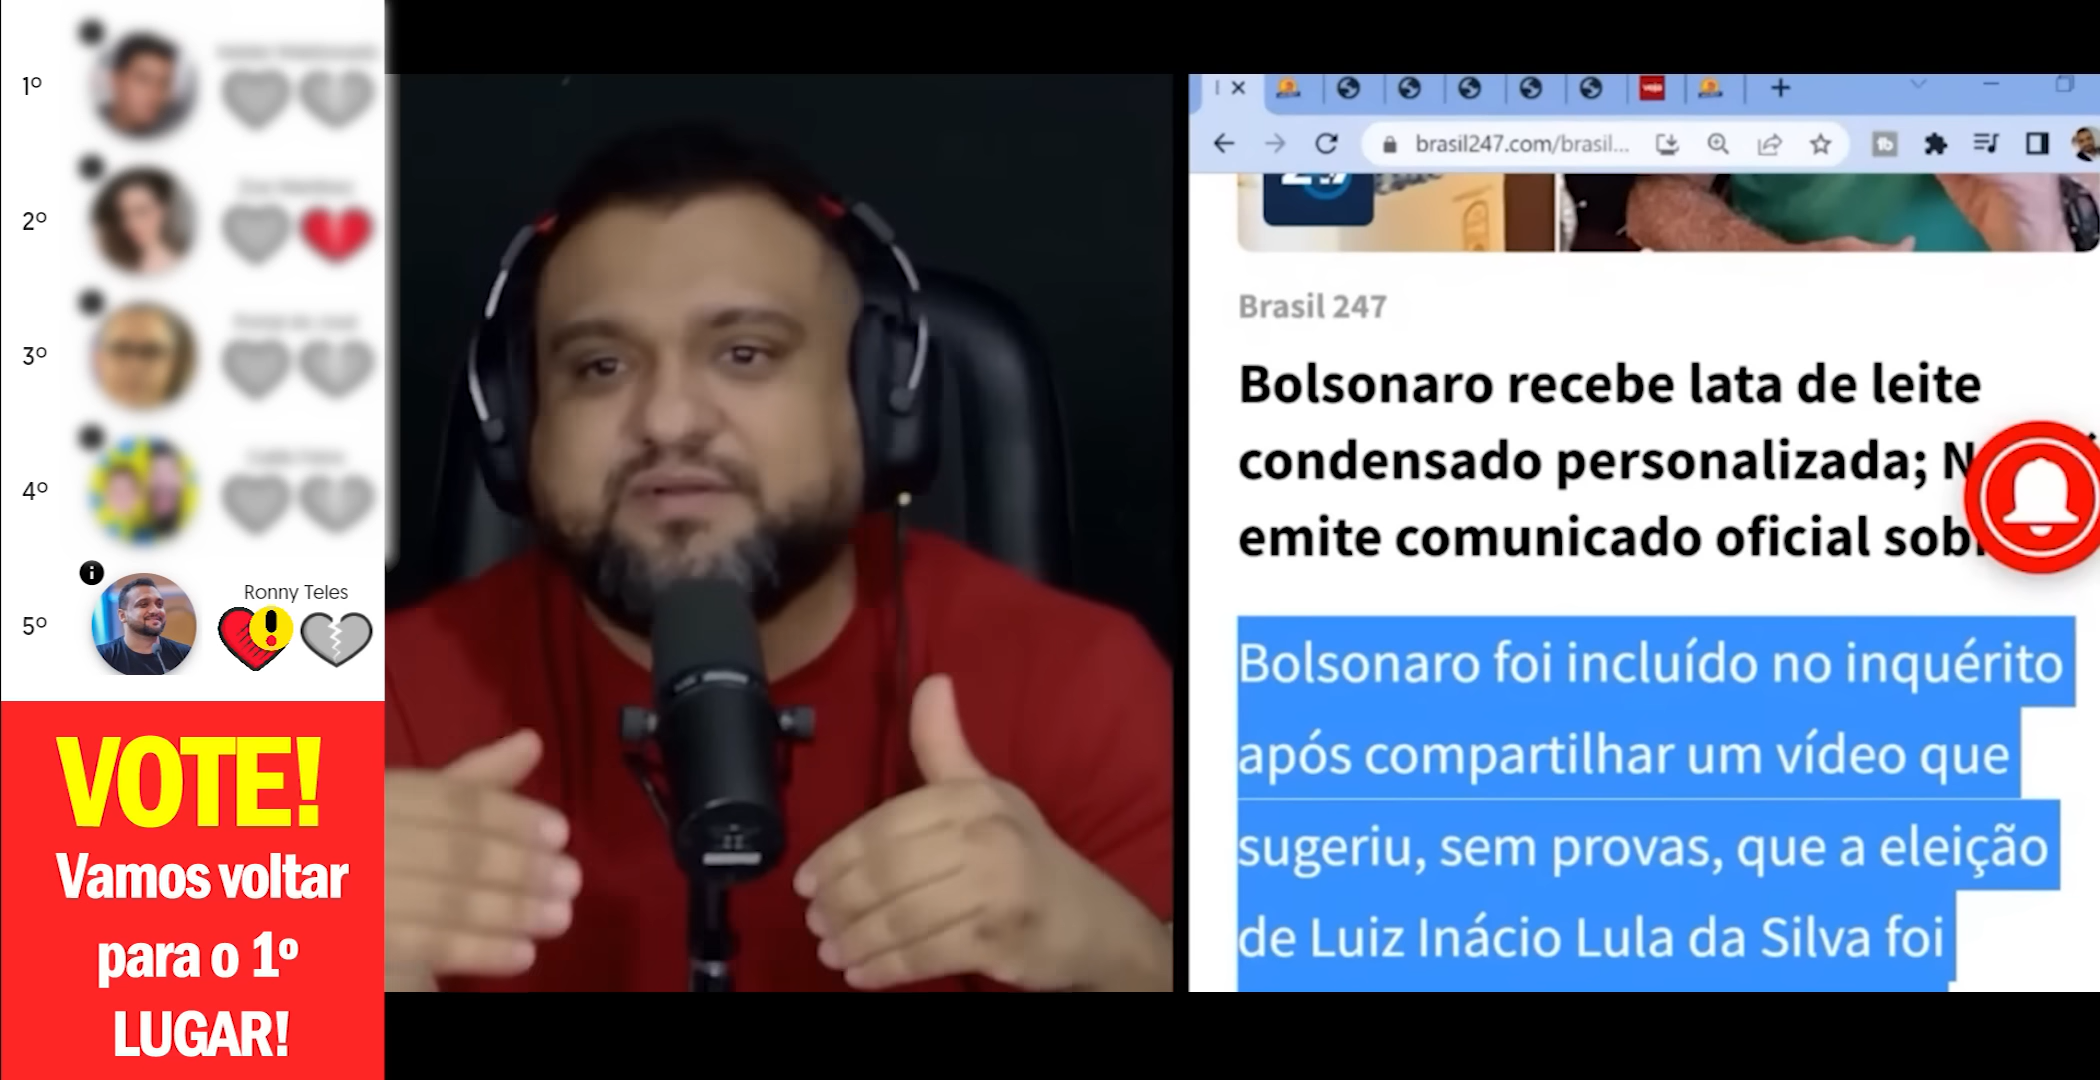 1º
2º
3º
4º
5º
Ronny Teles
VOTE!
Vamos voltar
para o 1º
LUGAR!
brasil247.com/brasil...
veja
Brasil 247
Bolsonaro recebe lata de leite
condensado personalizada;
emite comunicado oficial
Bolsonaro foi incluído no inquérito
após compartilhar um vídeo que
sugeriu, sem provas, que a eleição
de Luiz Inácio Lula da Silva foi